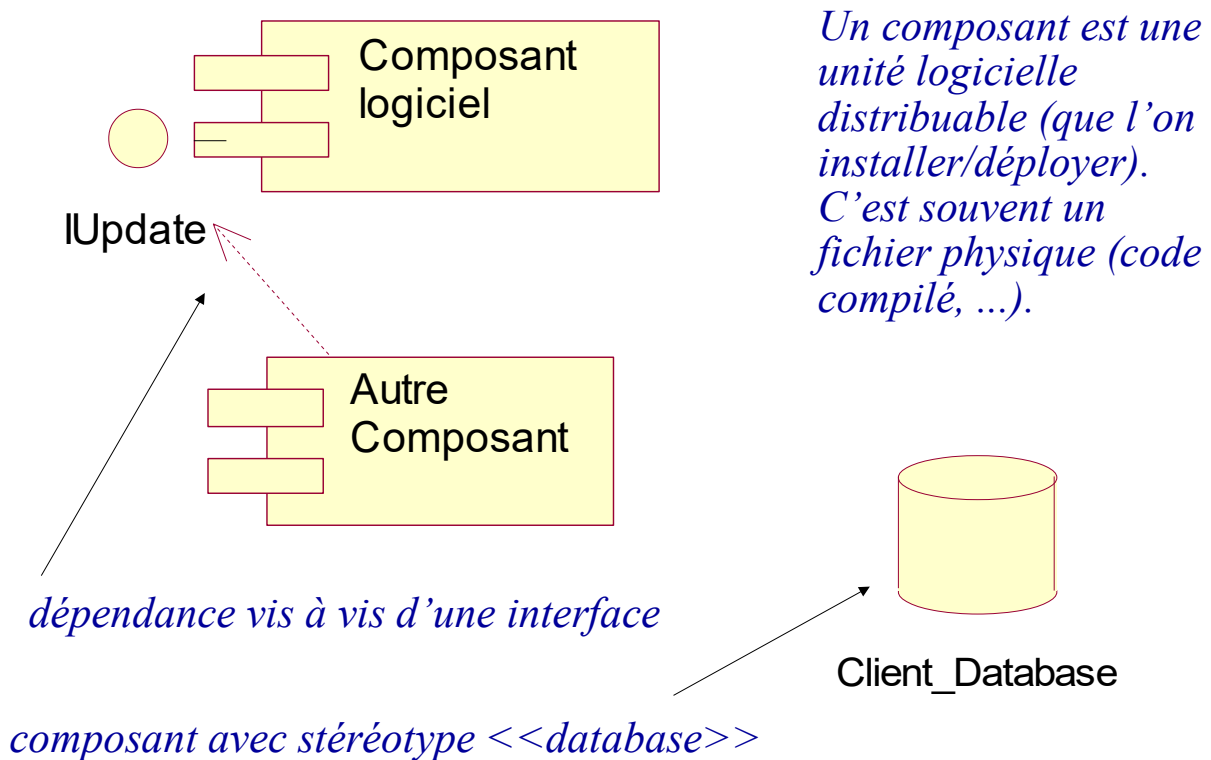 Composant
logiciel
IUpdate
Autre
Composant
Un composant est une
unité logicielle
distribuable (que l’on
installer/déployer).
C’est souvent un
fichier physique (code
compilé, ...).
dépendance vis à vis d’une interface
Client_Database
composant avec stéréotype <<database>>